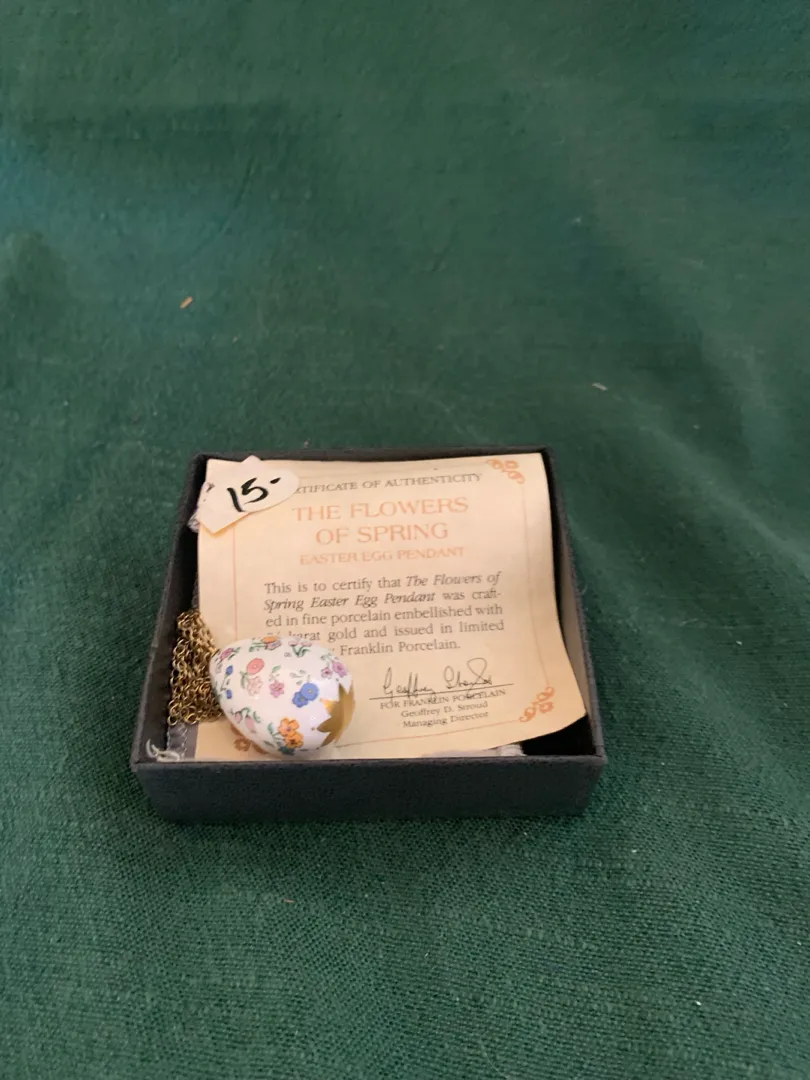 15-
RTIFICATE OF AUTHENTICITY
THE FLOWERS
OF SPRING
EASTER EGG PENDANT
This is to certify that The Flowers of
Spring Easter Egg Pendant was craft-
ed in fine porcelain embellished with
karat gold and issued in limited
Franklin Porcelain.
FOR FRANKLIN PORCELAIN
Geoffrey D. Stroud
Managing Director